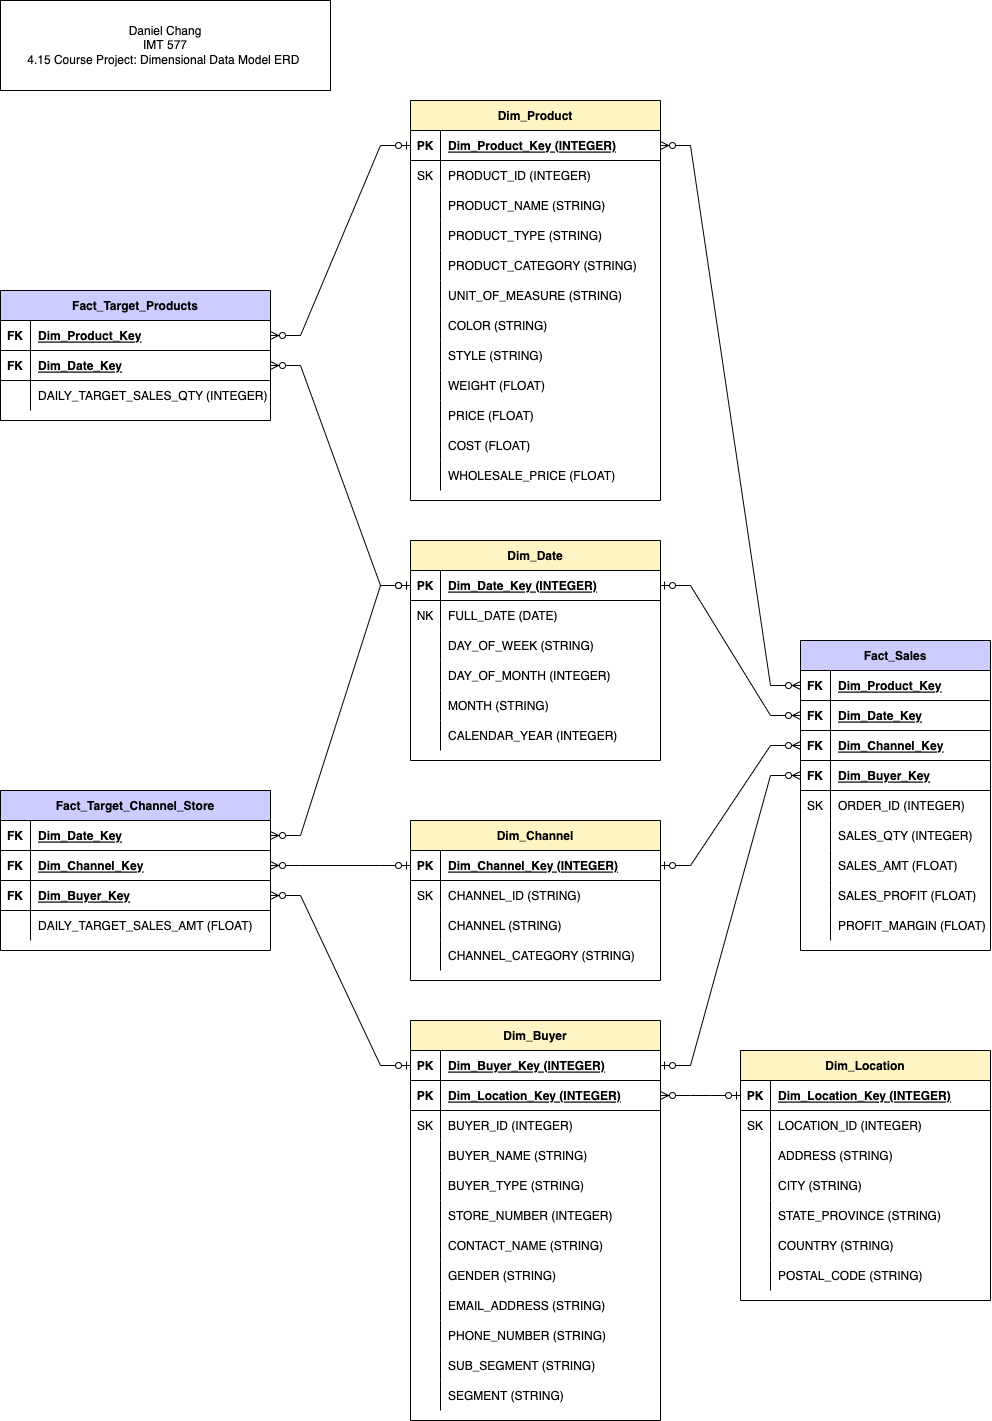 Daniel Chang
IMT 577
4.15 Course Project: Dimensional Data Model ERD
Dim_Product
PK Dim_Product_Key (INTEGER)
SK PRODUCT_ID (INTEGER)
PRODUCT_NAME (STRING)
PRODUCT_TYPE (STRING)
PRODUCT_CATEGORY (STRING)
UNIT_OF_MEASURE (STRING)
COLOR (STRING)
STYLE (STRING)
WEIGHT (FLOAT)
PRICE (FLOAT)
COST (FLOAT)
WHOLESALE_PRICE (FLOAT)
Fact_Target_Products
FK Dim_Product_Key
FK Dim_Date_Key
DAILY_TARGET_SALES_QTY (INTEGER)
Dim_Date
PK Dim_Date_Key (INTEGER)
NK FULL_DATE (DATE)
DAY_OF_WEEK (STRING)
DAY_OF_MONTH (INTEGER)
MONTH (STRING)
CALENDAR_YEAR (INTEGER)
Fact_Sales
FK Dim_Product_Key
FK Dim_Date_Key
FK Dim_Channel_Key
FK Dim_Buyer_Key
SK ORDER_ID (INTEGER)
SALES_QTY (INTEGER)
SALES_AMT (FLOAT)
SALES_PROFIT (FLOAT)
PROFIT_MARGIN (FLOAT)
Fact_Target_Channel_Store
FK Dim_Date_Key
FK Dim_Channel_Key
FK Dim_Buyer_Key
DAILY_TARGET_SALES_AMT (FLOAT)
Dim_Channel
PK Dim_Channel_Key (INTEGER)
SK CHANNEL_ID (STRING)
CHANNEL (STRING)
CHANNEL_CATEGORY (STRING)
Dim_Buyer
PK Dim_Buyer_Key (INTEGER)
PK Dim_Location_Key (INTEGER)
SK BUYER_ID (INTEGER)
BUYER_NAME (STRING)
BUYER_TYPE (STRING)
STORE_NUMBER (INTEGER)
CONTACT_NAME (STRING)
GENDER (STRING)
EMAIL_ADDRESS (STRING)
PHONE_NUMBER (STRING)
SUB_SEGMENT (STRING)
SEGMENT (STRING)
Dim_Location
PK Dim_Location_Key (INTEGER)
SK LOCATION_ID (INTEGER)
ADDRESS (STRING)
CITY (STRING)
STATE_PROVINCE (STRING)
COUNTRY (STRING)
POSTAL_CODE (STRING)